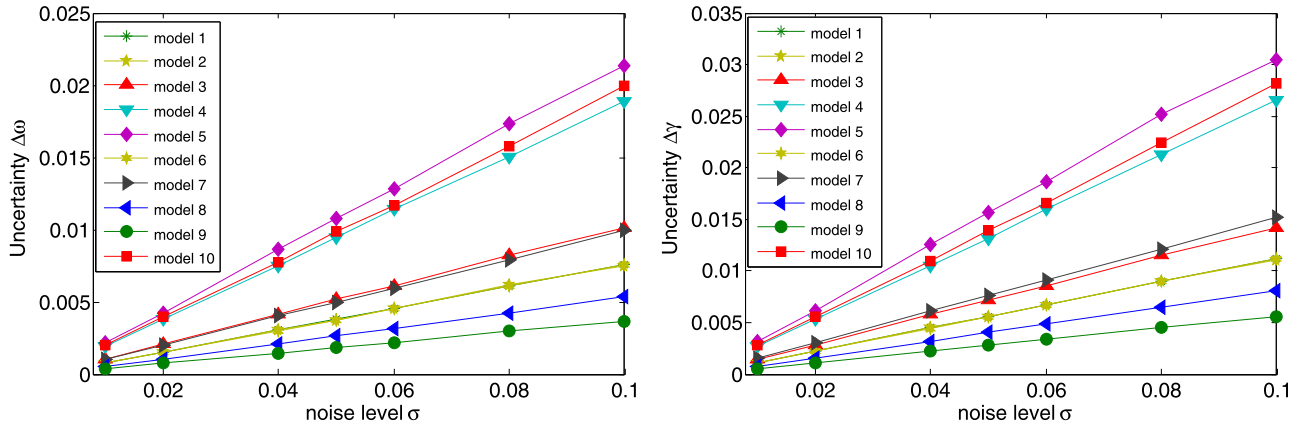 0.025
0.02
0.015
0.01
0.005
0
Uncertainty Δω
model 1
model 2
model 3
model 4
model 5
model 6
model 7
model 8
model 9
model 10
0.02 0.04 0.06 0.08 0.1
noise level σ
0.035
0.03
0.025
0.02
0.015
0.01
0.005
0
Uncertainty Δγ
model 1
model 2
model 3
model 4
model 5
model 6
model 7
model 8
model 9
model 10
0.02 0.04 0.06 0.08 0.1
noise level σ